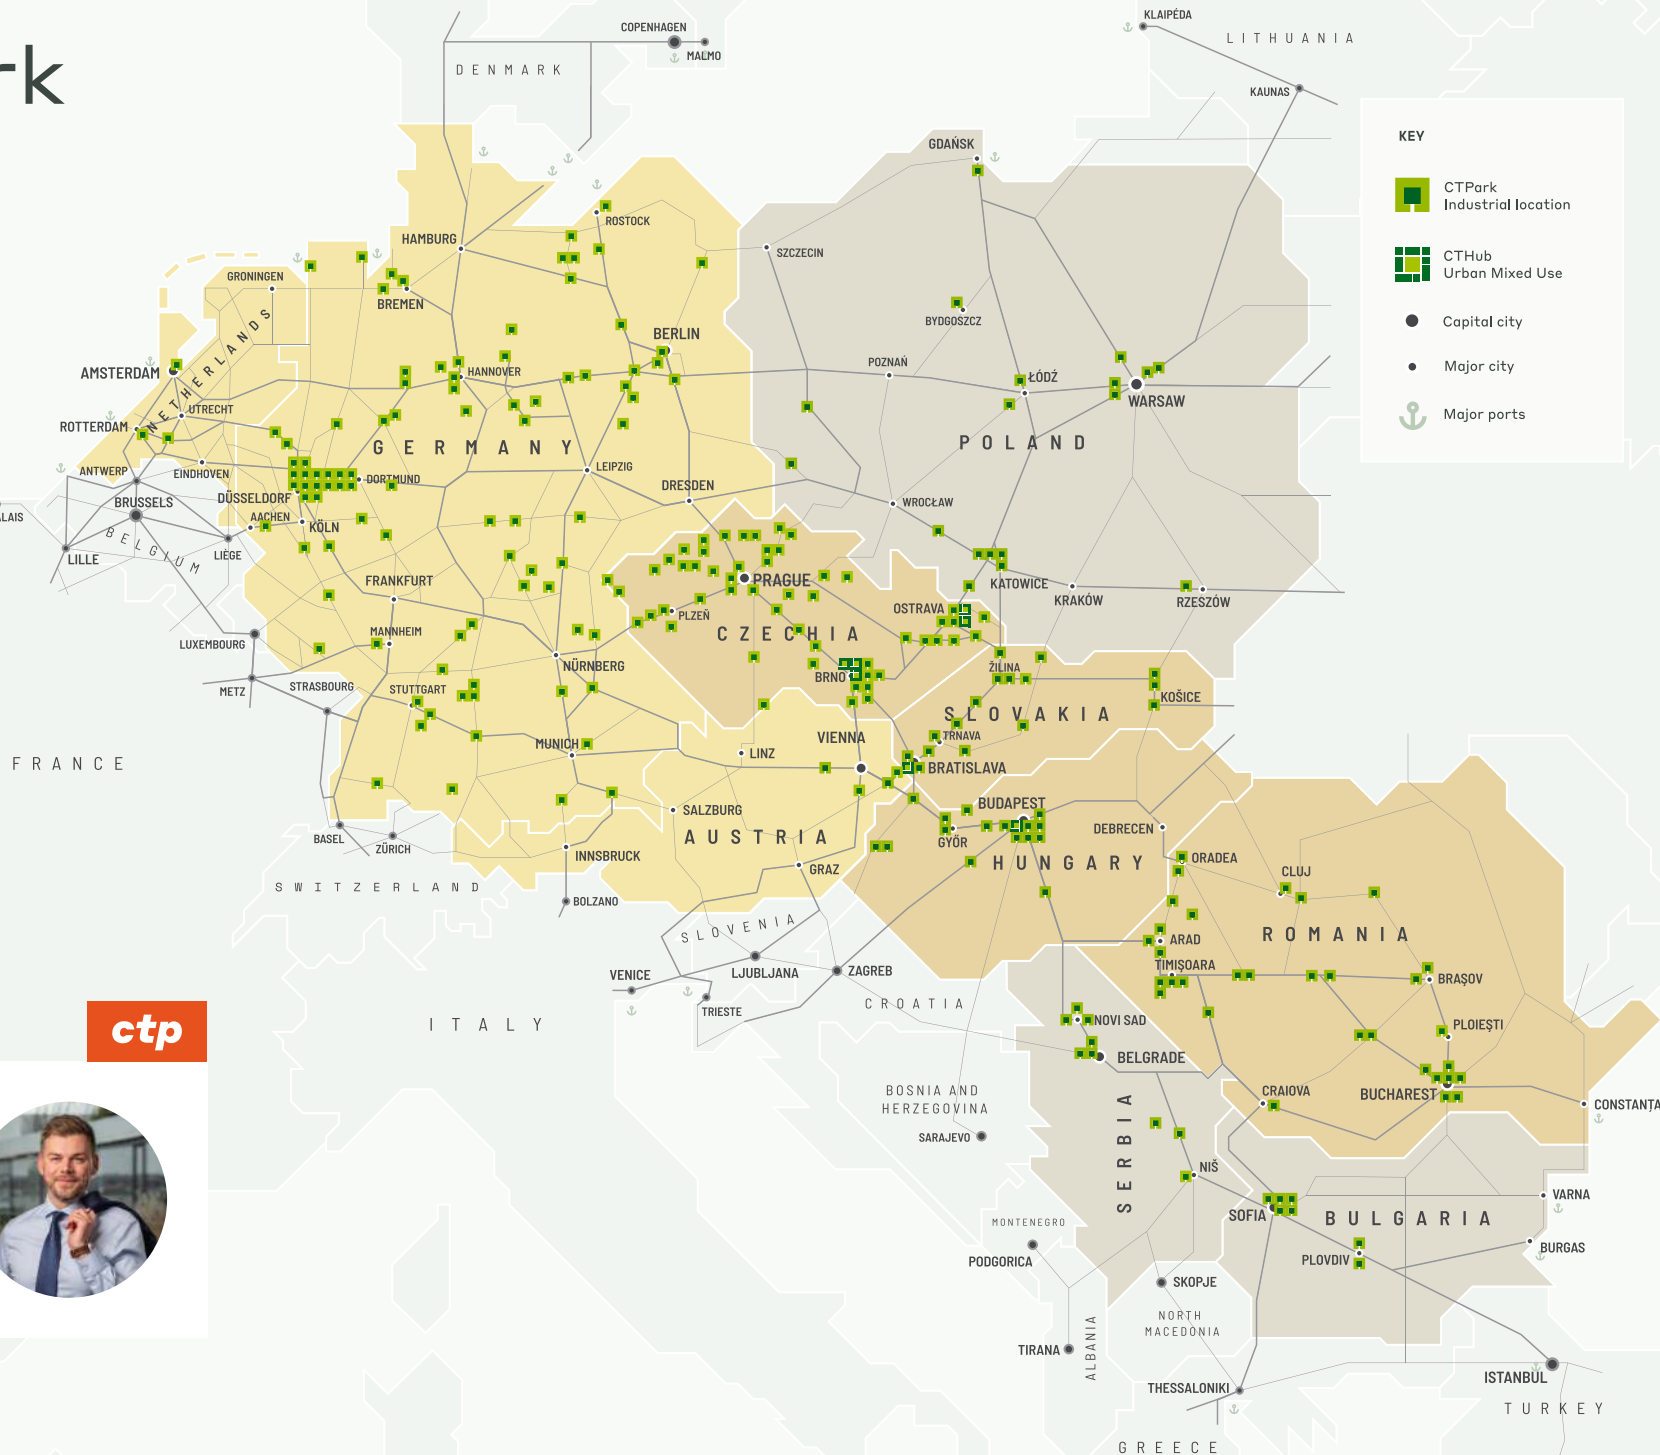 rk
COPENHAGEN
MALMO
DENMARK
KLAIPĖDA
LITHUANIA
KAUNAS
KEY
CTPark
Industrial location
CTHub
Urban Mixed Use
Capital city
Major city
Major ports
GDAŃSK
ROSTOCK
HAMBURG
SZCZECIN
GRONINGEN
BREMEN
BYDGOSZCZ
BERLIN
NETHERLANDS
AMSTERDAM
HANNOVER
POZNAŃ
ŁÓDŹ
WARSAW
UTRECHT
ROTTERDAM
GERMANY
POLAND
ANTWERP
EINDHOVEN
DORTMUND
LEIPZIG
DRESDEN
BRUSSELS
DÜSSELDORF
WROCŁAW
ALAIS
AACHEN
KÖLN
BELGIUM
LIÈGE
LILLE
FRANKFURT
PRAGUE
KATOWICE
KRAKÓW
RZESZÓW
OSTRAVA
PLZEŇ
CZECHIA
LUXEMBOURG
MANNHEIM
NÜRNBERG
BRNO
ŽILINA
METZ
STRASBOURG
STUTTGART
KOŠICE
SLOVAKIA
FRANCE
MUNICH
LINZ
VIENNA
TRNAVA
BRATISLAVA
SALZBURG
BUDAPEST
BASEL
ZÜRICH
AUSTRIA
GYŐR
DEBRECEN
INNSBRUCK
HUNGARY
ORADEA
GRAZ
CLUJ
SWITZERLAND
BOLZANO
SLOVENIA
ROMANIA
ARAD
VENICE
LJUBLJANA
ZAGREB
TIMIȘOARA
BRAȘOV
TRIESTE
CROATIA
ITALY
NOVI SAD
PLOIEȘTI
ctp
BELGRADE
BOSNIA AND
HERZEGOVINA
CRAIOVA
BUCHAREST
CONSTANȚA
SARAJEVO
SERBIA
NIŠ
VARNA
MONTENEGRO
SOFIA
BULGARIA
PODGORICA
PLOVDIV
BURGAS
SKOPJE
NORTH
MACEDONIA
TIRANA
ALBANIA
ISTANBUL
THESSALONIKI
TURKEY
GREECE